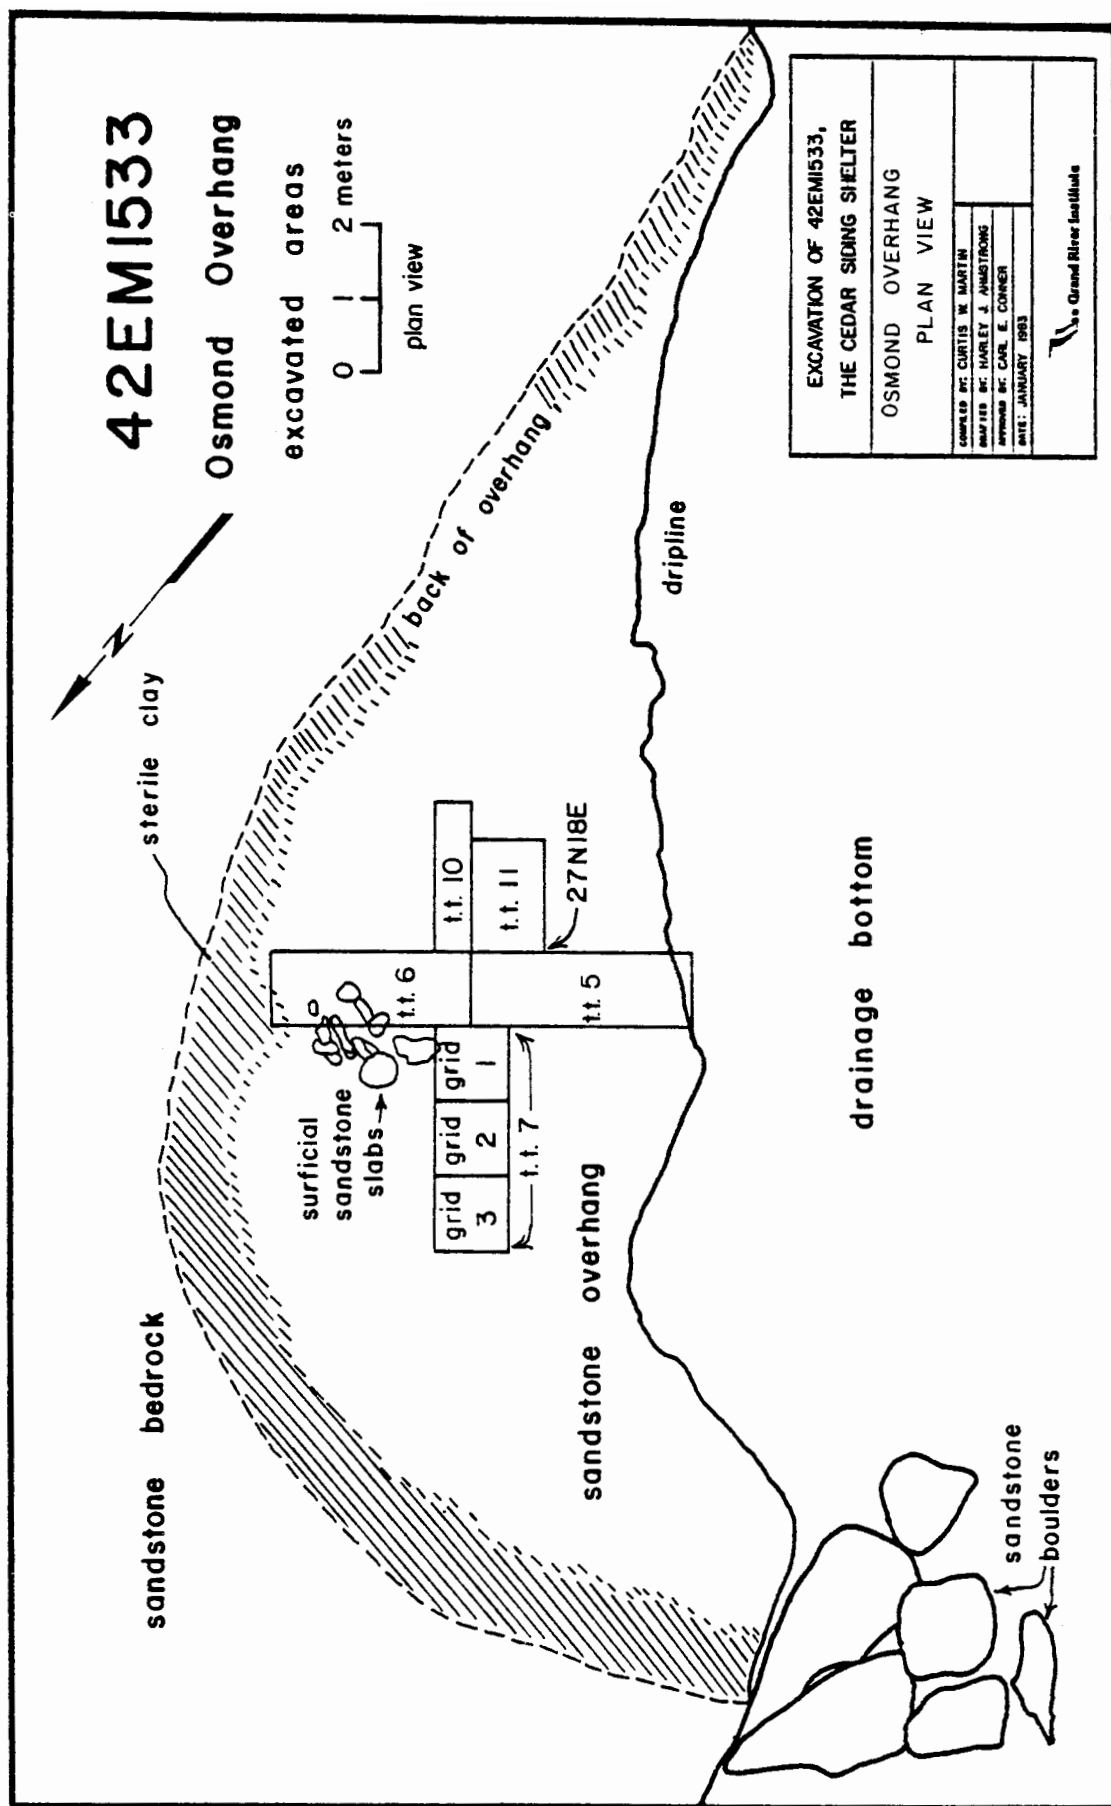 42EM1533
Osmond Overhang
excavated areas
0 1 2 meters
plan view
N
sterile clay
sandstone bedrock
back of overhang
surficial
sandstone
slabs
t.t. 6
t.t. 10
t.t. 11
grid
3
grid
2
grid
1
t.t. 7
t.t. 5
27N18E
sandstone overhang
dripline
drainage bottom
sandstone
boulders
EXCAVATION OF 42EM1533,
THE CEDAR SIDING SHELTER
OSMOND OVERHANG
PLAN VIEW
COMPILED BY: CURTIS W. MARTIN
DRAFTED BY: HARLEY J. ARMSTRONG
APPROVED BY: CARL E. CONNER
DATE: JANUARY 1983
Grand River Institute